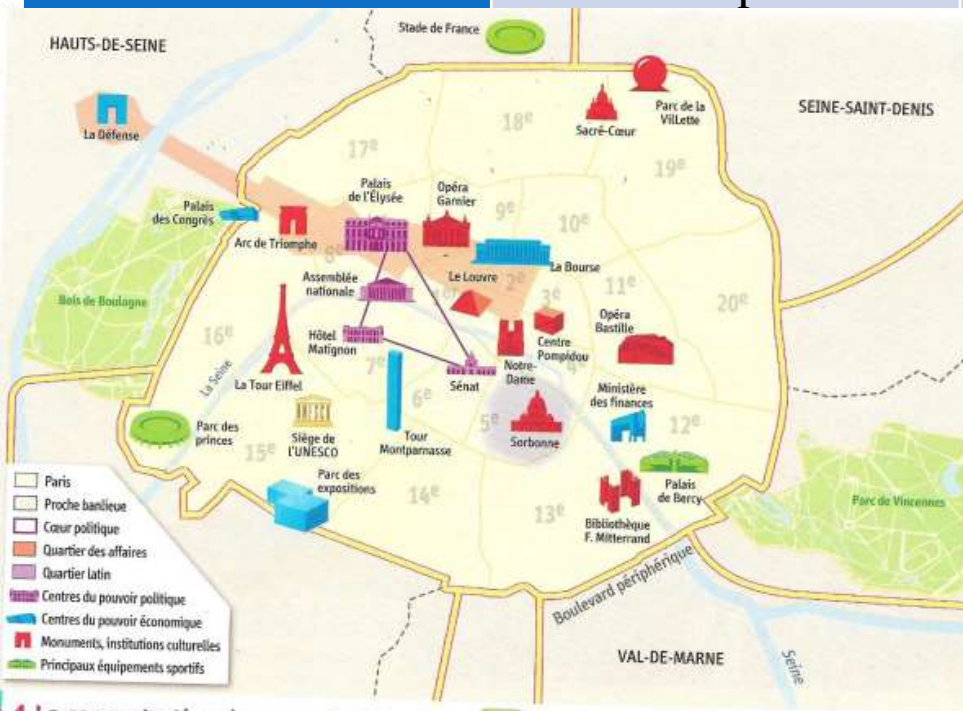 HAUTS-DE-SEINE
Stade de France
SEINE-SAINT-DENIS
La Défense
18e
Sacré-Cœur
Parc de la
VilLette
17e
19e
Palais
de l'Élysée
Opéra
Garnier
Palais
des Congrès
9e
10e
Arc de Triomphe
8e
La Bourse
Assemblée
nationale
Le Louvre
2e
3e
11e
20e
Bois de Boulogne
Opéra
Bastille
16e
Hôtel
Matignon
Centre
Pompidou
La Seine
7e
Notre-
Dame
4e
La Tour Eiffel
Sénat
Ministère
des finances
6e
5e
12e
Parc des
princes
Siège de
L'UNESCO
Tour
Montparnasse
Sorbonne
15e
Parc des
expositions
14e
Palais
de Bercy
Parc de Vincennes
13e
Bibliothèque
F. Mitterrand
Boulevard périphérique
VAL-DE-MARNE
Seine
Paris
Proche banlieue
Cœur politique
Quartier des affaires
Quartier latin
Centres du pouvoir politique
Centres du pouvoir économique
Monuments, institutions culturelles
Principaux équipements sportifs